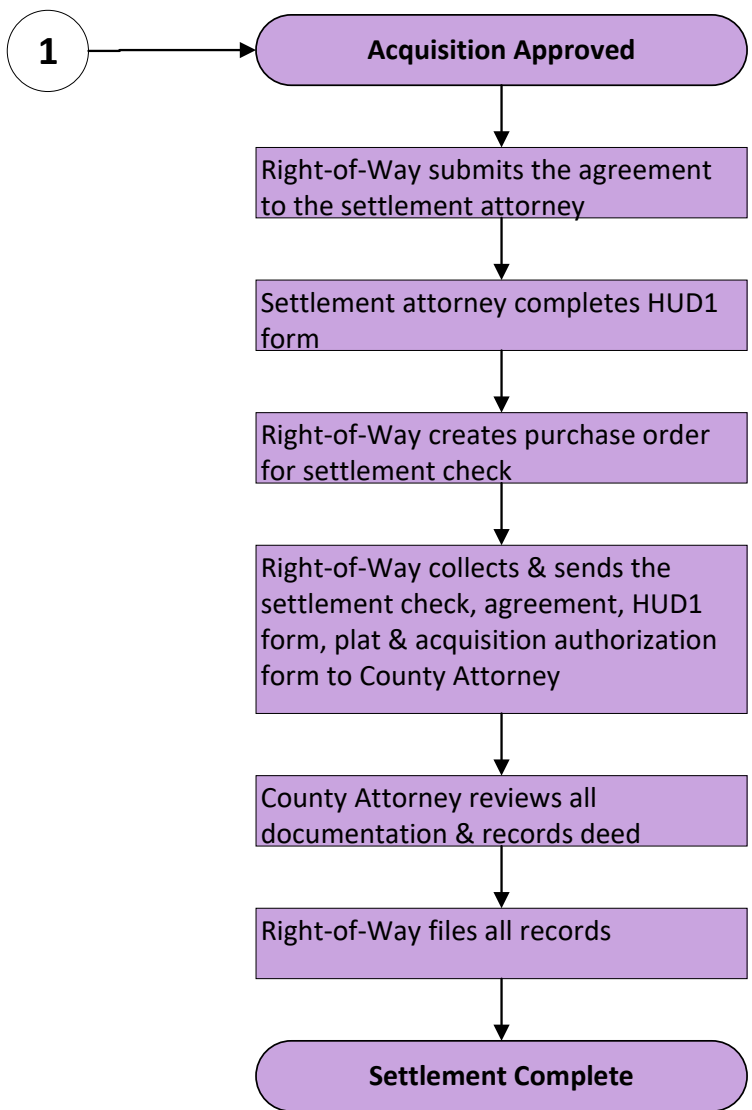 1
Acquisition Approved
Right-of-Way submits the agreement
to the settlement attorney
Settlement attorney completes HUD1
form
Right-of-Way creates purchase order
for settlement check
Right-of-Way collects & sends the
settlement check, agreement, HUD1
form, plat & acquisition authorization
form to County Attorney
County Attorney reviews all
documentation & records deed
Right-of-Way files all records
Settlement Complete